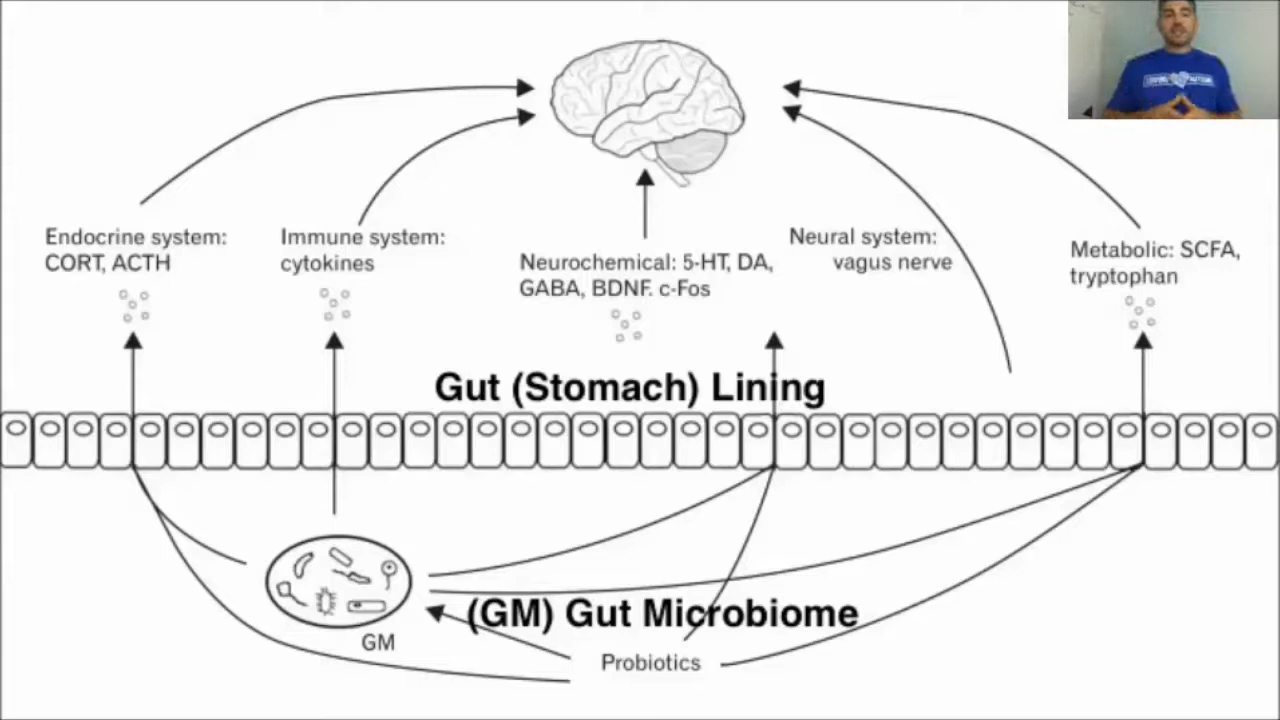 Endocrine system:
CORT, ACTH
Immune system:
cytokines
Neurochemical: 5-HT, DA,
GABA, BDNF. c-Fos
Neural system:
vagus nerve
Metabolic: SCFA,
tryptophan
Gut (Stomach) Lining
(GM) Gut Microbiome
GM
Probiotics